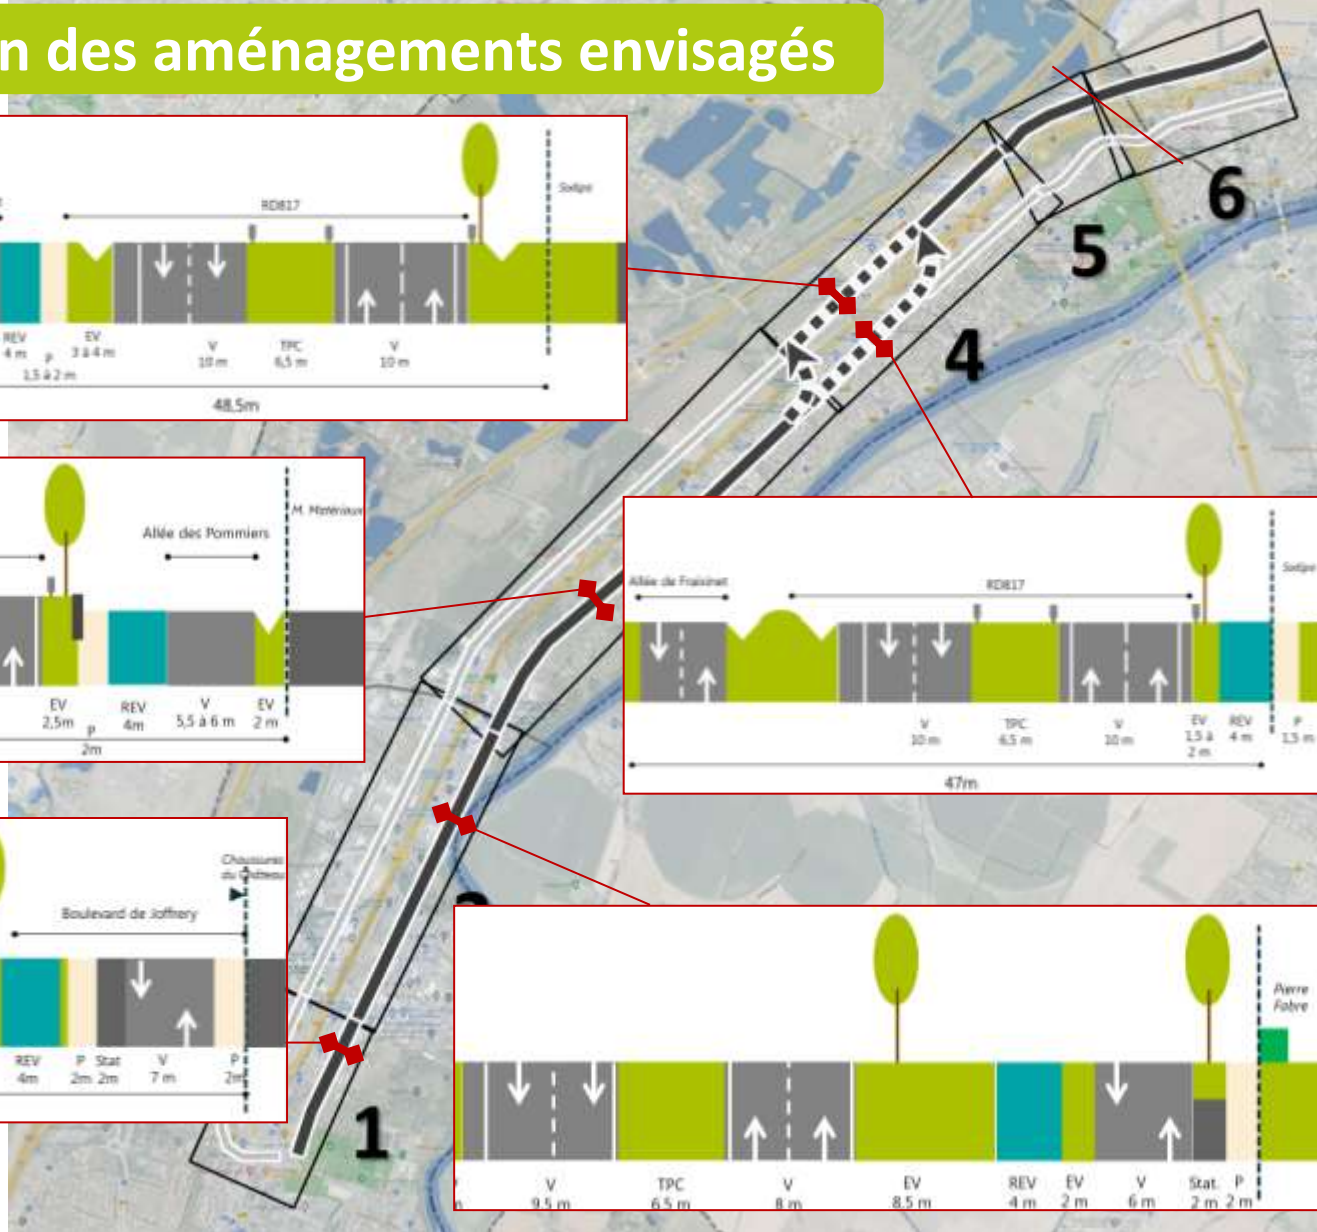 n des aménagements envisagés
RD817
Sodipo
REV
4 m
P
1,5 à 2 m
EV
3 à 4 m
V
10 m
TPC
6,5 m
V
10 m
48,5m
6
5
4
Allée des Pommiers
M. Matériaux
EV
2,5m
P
2m
REV
4m
V
5,5 à 6 m
EV
2 m
Allée de Fraisinet
RD817
Sodipo
V
10 m
TPC
6,5 m
V
10 m
EV
1,5 à
2 m
REV
4 m
P
1,5 m
47m
Chaussures
du Château
Boulevard de Joffrery
REV
4m
P
2m
Stat
2m
V
7 m
P
2m
1
Pierre
Fabre
V
9,5 m
TPC
6,5 m
V
8 m
EV
8,5 m
REV
4 m
EV
2 m
V
6 m
Stat.
2 m
P
2 m